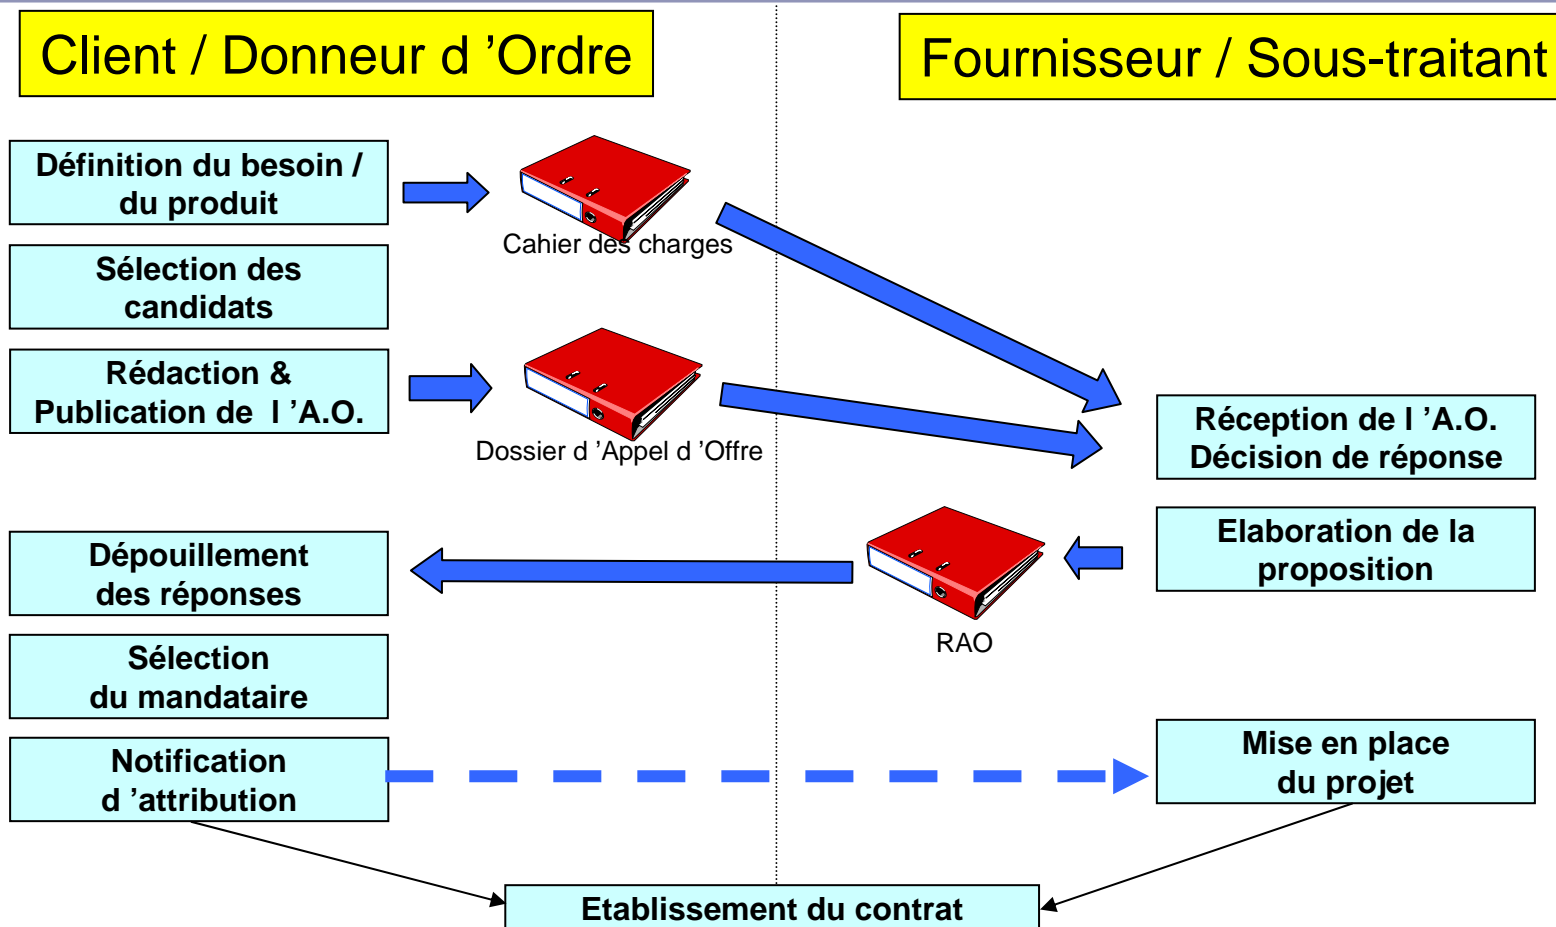 Client / Donneur d ’Ordre
Fournisseur / Sous-traitant
Définition du besoin /
du produit
Cahier des charges
Sélection des
candidats
Rédaction &
Publication de l ’A.O.
Dossier d ’Appel d ’Offre
Réception de l ’A.O.
Décision de réponse
Elaboration de la
proposition
RAO
Dépouillement
des réponses
Sélection
du mandataire
Notification
d ’attribution
Mise en place
du projet
Etablissement du contrat